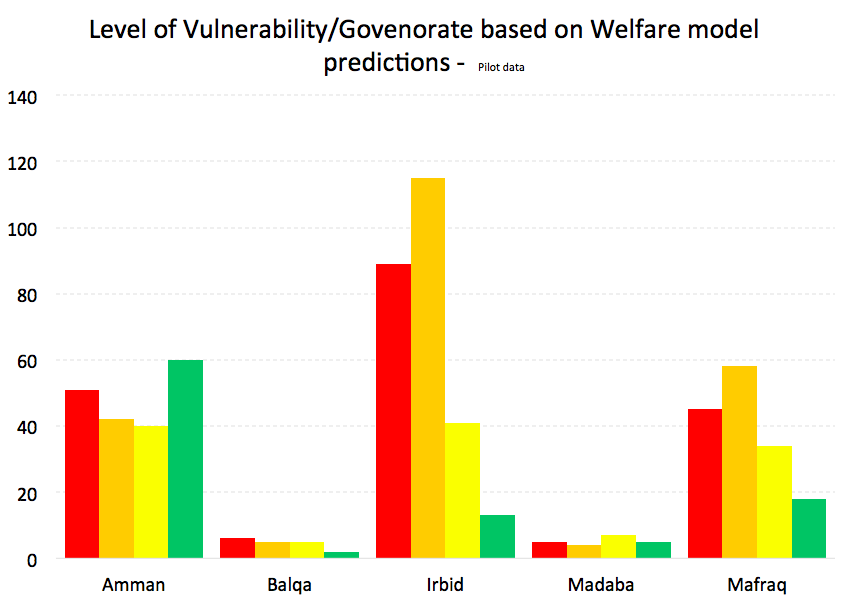 Level of Vulnerability/Govenorate based on Welfare model
predictions - Pilot data
140
120
100
80
60
40
20
0
Amman Balqa Irbid Madaba Mafraq